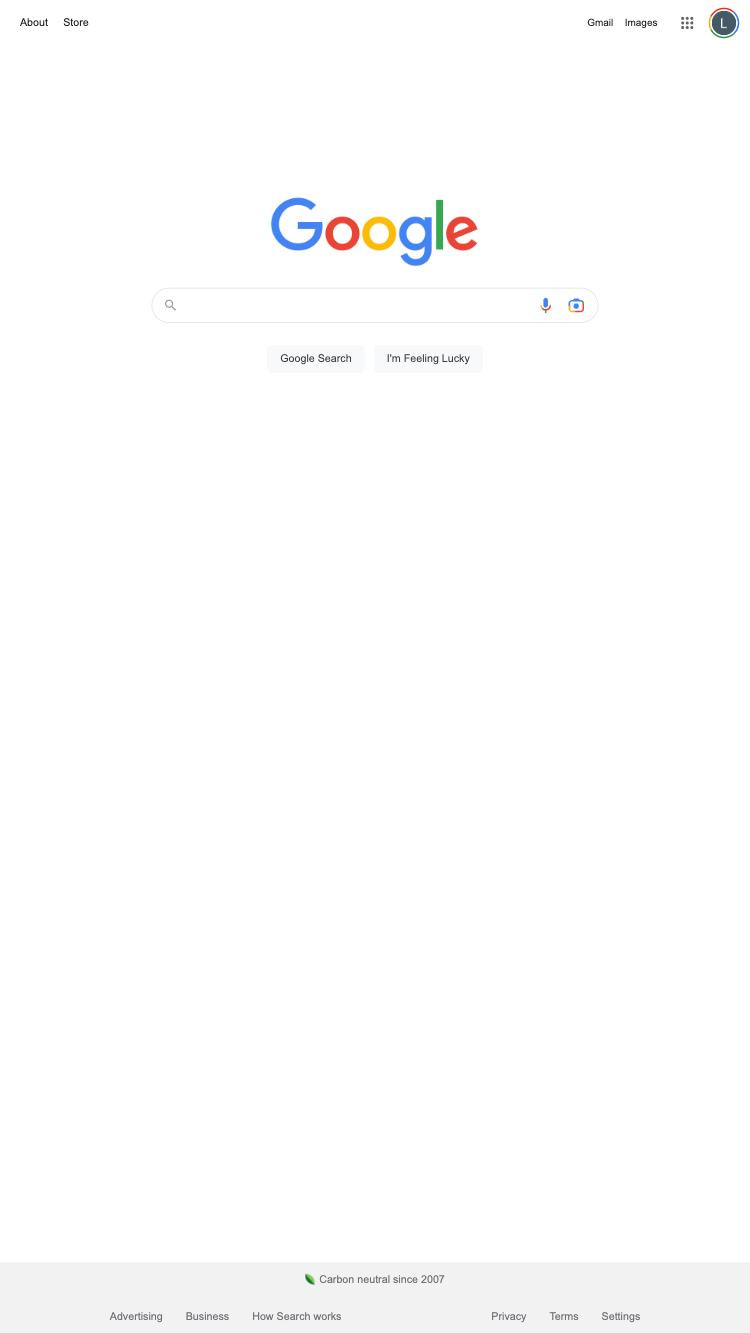 About Store Gmail Images L
Google
Google Search I'm Feeling Lucky
Carbon neutral since 2007
Advertising Business How Search works Privacy Terms Settings